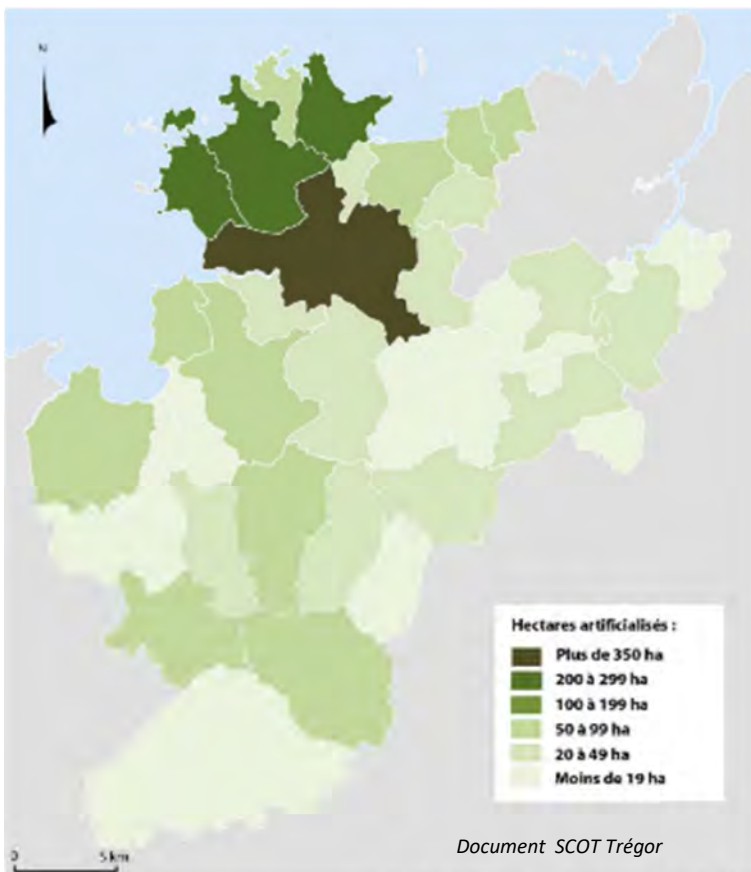 N
Hectares artificialisés :
Plus de 350 ha
200 à 299 ha
100 à 199 ha
50 à 99 ha
20 à 49 ha
Moins de 19 ha
Document SCOT Trégor
0 5 km